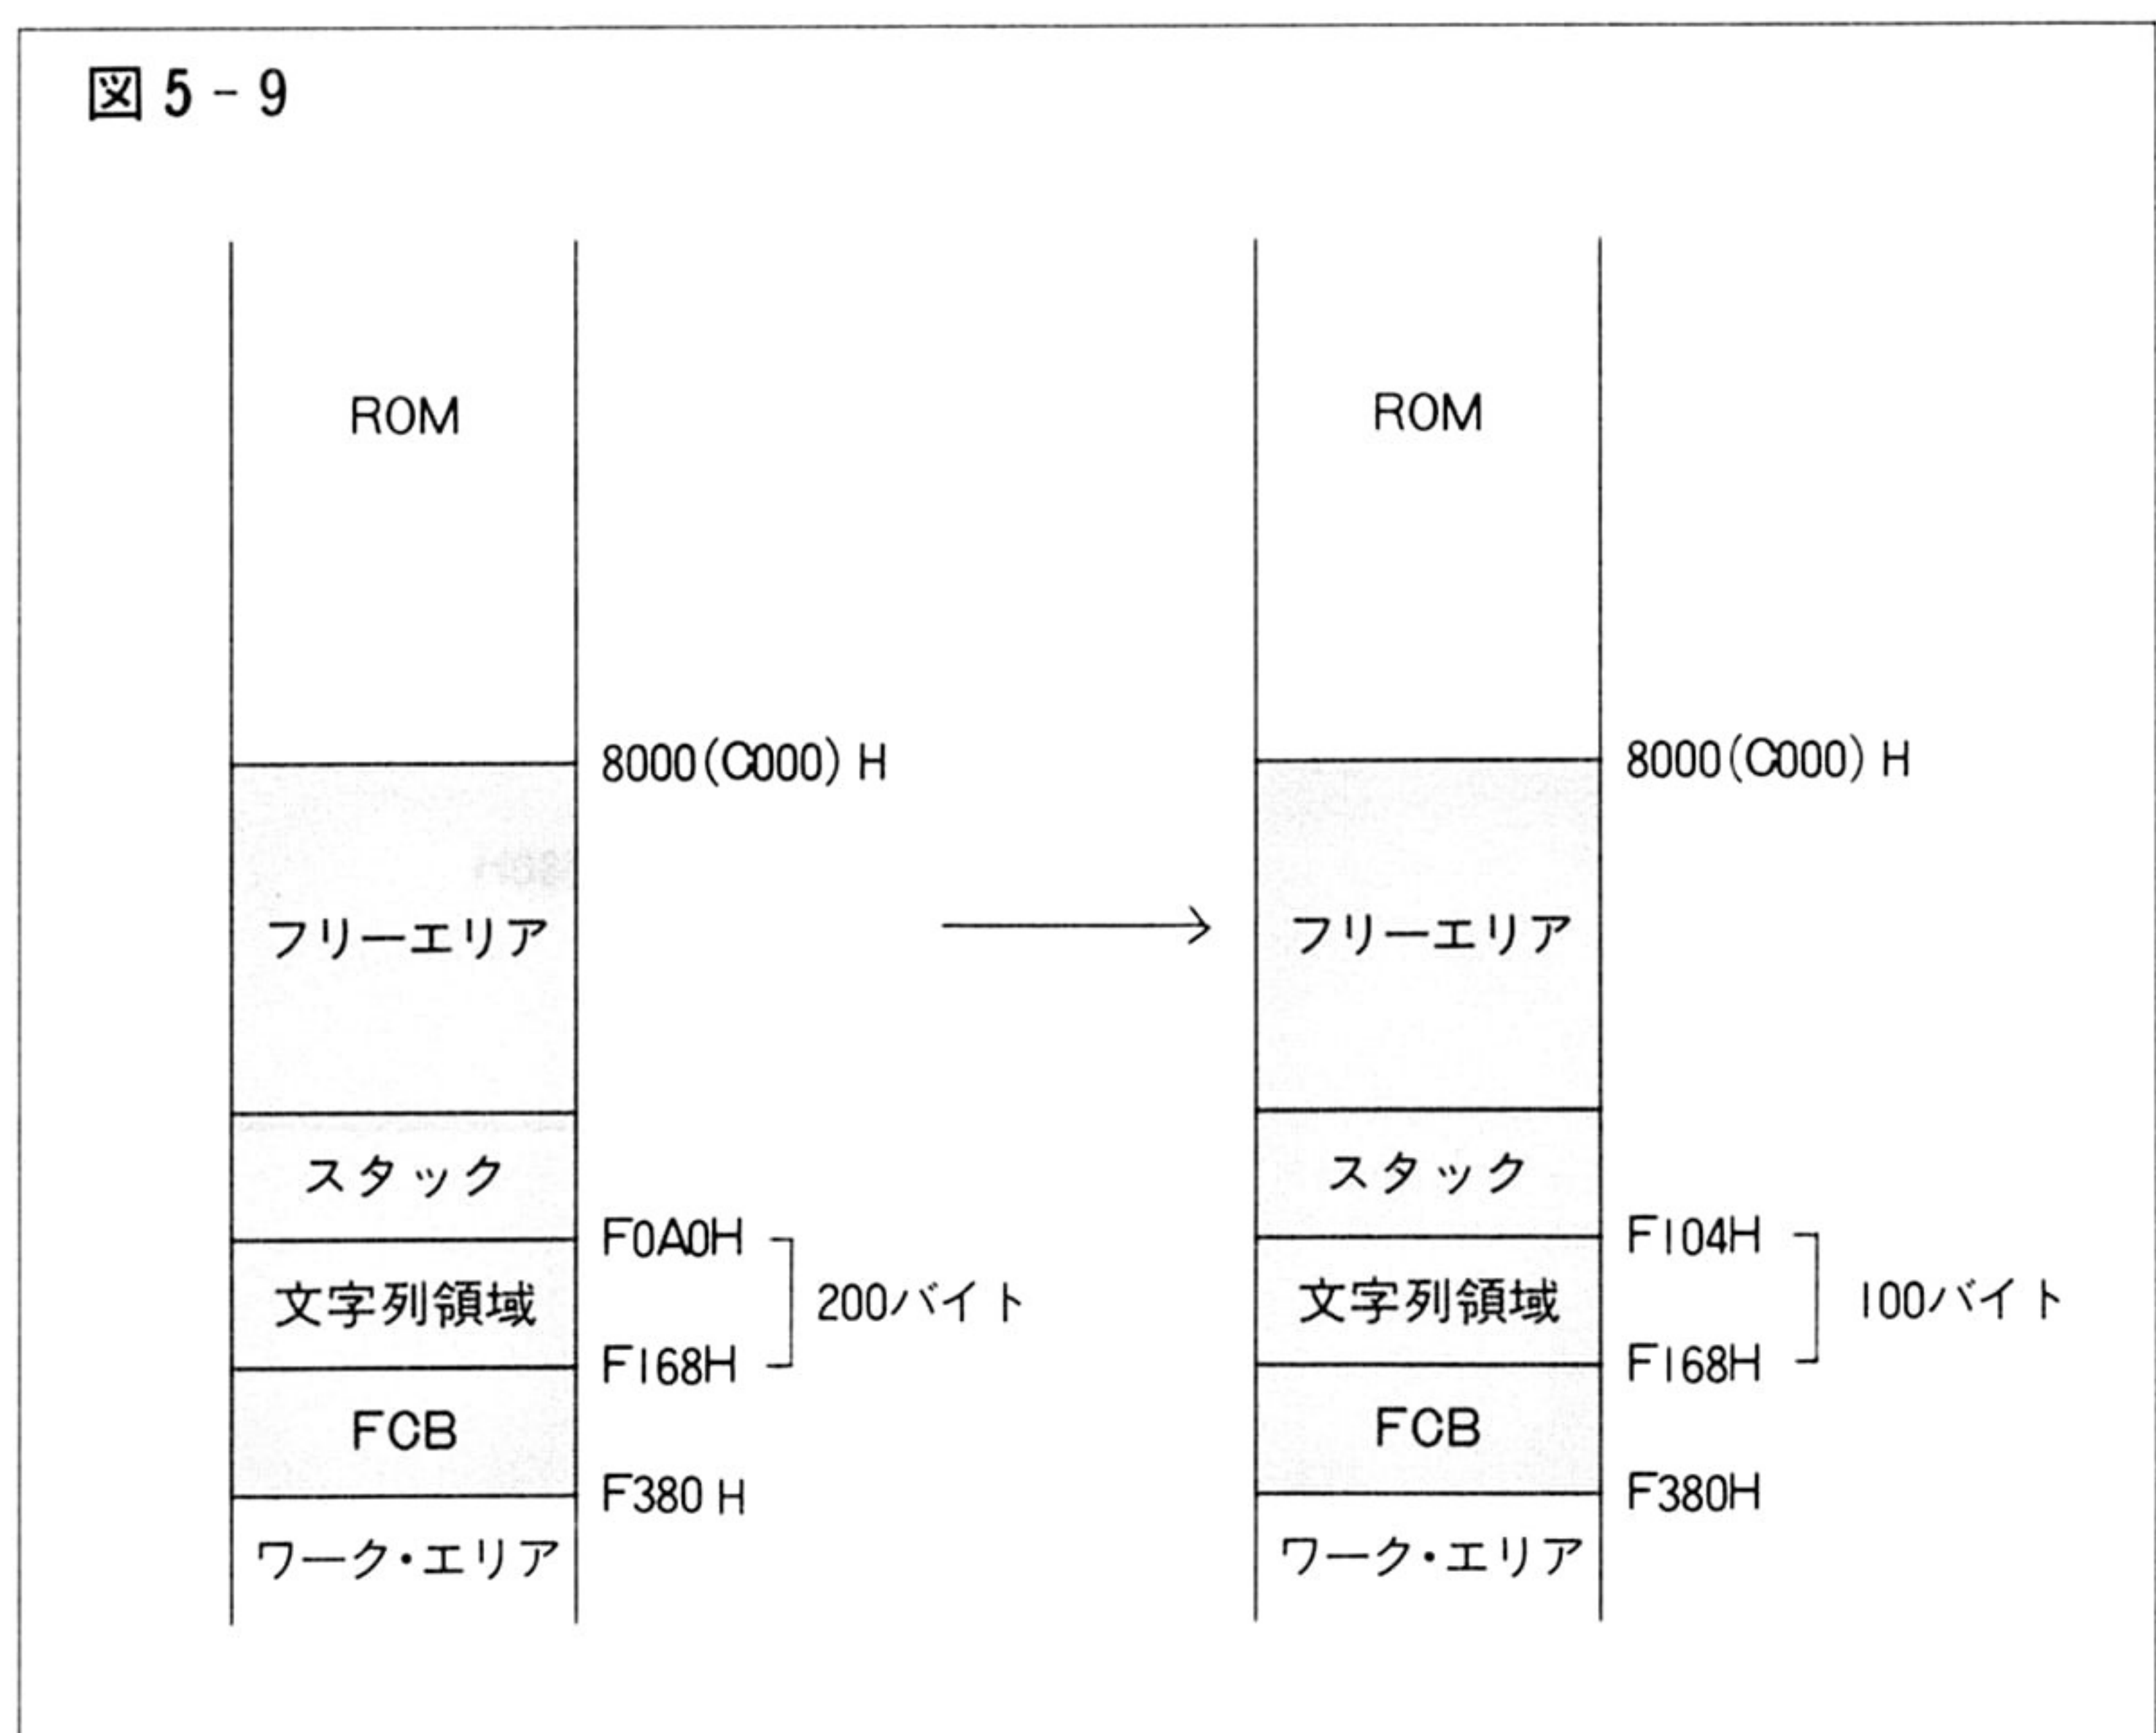 図5-9
ROM
8000(C000)H
フリーエリア
スタック
F0A0H
文字列領域
200バイト
F168H
FCB
F380H
ワーク・エリア
ROM
8000(C000)H
フリーエリア
スタック
F104H
文字列領域
100バイト
F168H
FCB
F380H
ワーク・エリア